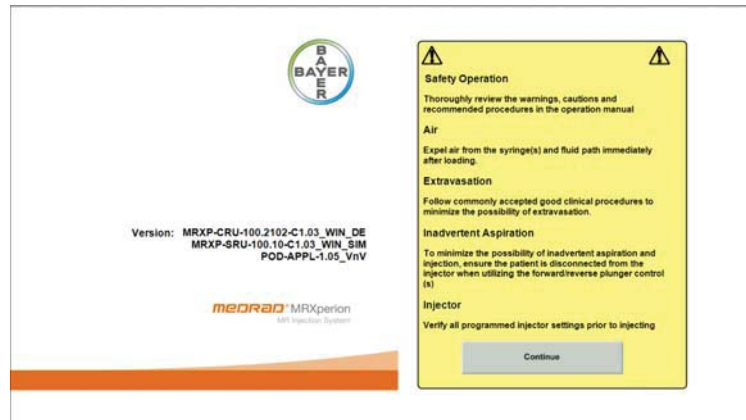 BAYER
BAYER
Version: MRXP-CRU-100.2102-C1.03_WIN_DE
MRXP-SRU-100.10-C1.03_WIN_SIM
POD-APPL-1.05_VnV
MEDRAD® MRXperion
MR Injection System
Safety Operation
Thoroughly review the warnings, cautions and
recommended procedures in the operation manual
Air
Expel air from the syringe(s) and fluid path immediately
after loading.
Extravasation
Follow commonly accepted good clinical procedures to
minimize the possibility of extravasation.
Inadvertent Aspiration
To minimize the possibility of inadvertent aspiration and
injection, ensure the patient is disconnected from the
injector when utilizing the forward/reverse plunger control
(s)
Injector
Verify all programmed injector settings prior to injecting
Continue